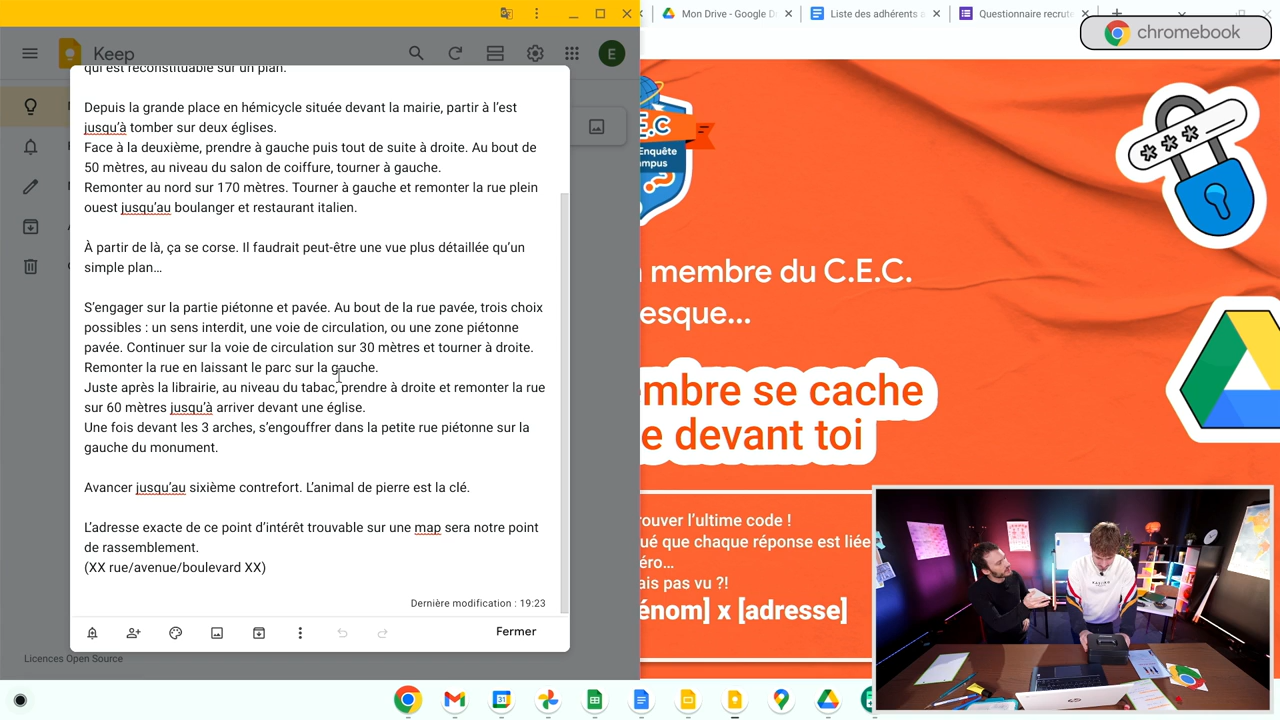 Mon Drive - Google D
Liste des adhérents
Questionnaire recrute
chromebook
Keep
E
qui est reconstituable sur un plan.
Depuis la grande place en hémicycle située devant la mairie, partir à l’est
jusqu’à tomber sur deux églises.
Face à la deuxième, prendre à gauche puis tout de suite à droite. Au bout de
50 mètres, au niveau du salon de coiffure, tourner à gauche.
Remonter au nord sur 170 mètres. Tourner à gauche et remonter la rue plein
ouest jusqu’au boulanger et restaurant italien.
À partir de là, ça se corse. Il faudrait peut-être une vue plus détaillée qu’un
simple plan…
S’engager sur la partie piétonne et pavée. Au bout de la rue pavée, trois choix
possibles : un sens interdit, une voie de circulation, ou une zone piétonne
pavée. Continuer sur la voie de circulation sur 30 mètres et tourner à droite.
Remonter la rue en laissant le parc sur la gauche.
Juste après la librairie, au niveau du tabac, prendre à droite et remonter la rue
sur 60 mètres jusqu’à arriver devant une église.
Une fois devant les 3 arches, s’engouffrer dans la petite rue piétonne sur la
gauche du monument.
Avancer jusqu’au sixième contrefort. L’animal de pierre est la clé.
L’adresse exacte de ce point d’intérêt trouvable sur une map sera notre point
de rassemblement.
(XX rue/avenue/boulevard XX)
Dernière modification : 19:23
Fermer
Licences Open Source
E.C
Enquête
mpus
membre du C.E.C.
esque...
mbre se cache
e devant toi
rouver l’ultime code !
ué que chaque réponse est liée
éro…
ais pas vu ?!
énom] x [adresse]
31